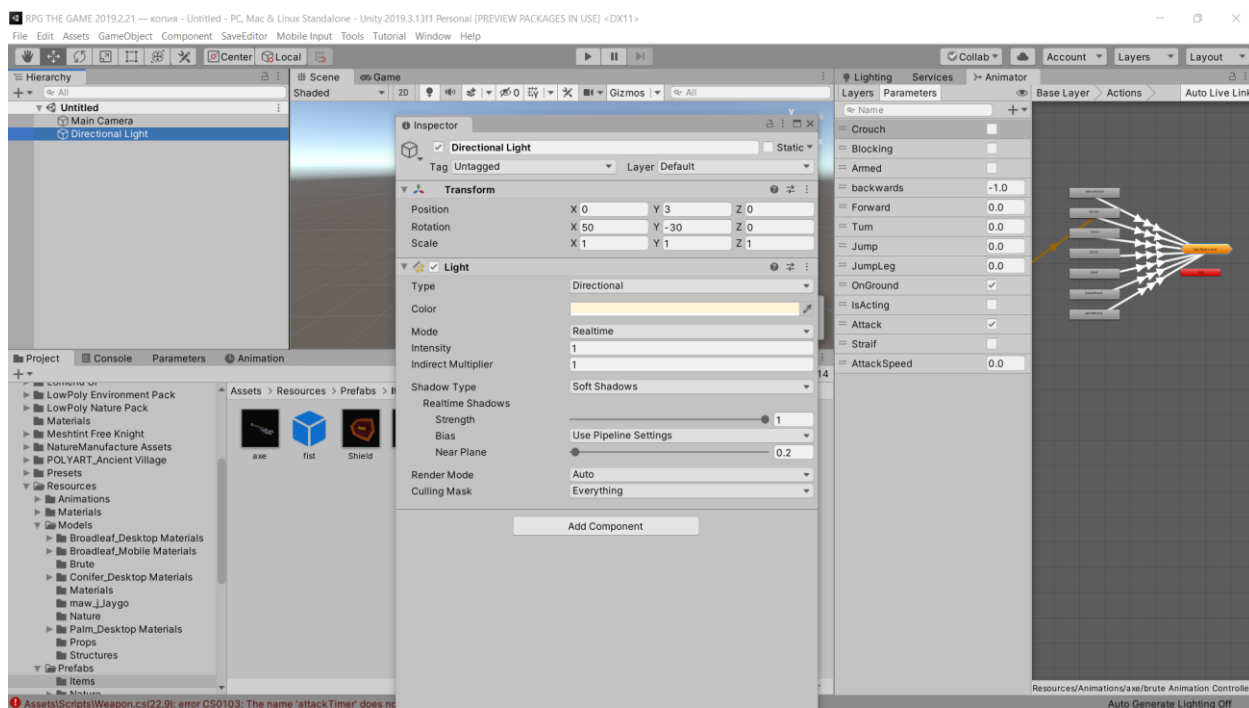 RPG THE GAME 2019.2.21 — копия - Untitled - PC, Mac & Linux Standalone - Unity 2019.3.13f1 Personal [PREVIEW PACKAGES IN USE] <DX11>
File Edit Assets GameObject Component SaveEditor Mobile Input Tools Tutorial Window Help
Center Local Collab Account Layers Layout
Hierarchy
All
Untitled
Main Camera
Directional Light
Scene Game
Shaded 2D 0 Gizmos All
Inspector
Directional Light Static
Tag Untagged Layer Default
Transform
Position X 0 Y 3 Z 0
Rotation X 50 Y -30 Z 0
Scale X 1 Y 1 Z 1
Light
Type Directional
Color
Mode Realtime
Intensity 1
Indirect Multiplier 1
Shadow Type Soft Shadows
Realtime Shadows
Strength 1
Bias Use Pipeline Settings
Near Plane 0.2
Render Mode Auto
Culling Mask Everything
Add Component
Lighting Services Animator
Layers Parameters Base Layer Actions Auto Live Link
Name
Crouch
Blocking
Armed
backwards -1.0
Forward 0.0
Turn 0.0
Jump 0.0
JumpLeg 0.0
OnGround
IsActing
Attack
Straif
AttackSpeed 0.0
14
Project Console Parameters Animation
LowPoly Environment Pack
LowPoly Nature Pack
Materials
Meshtint Free Knight
NatureManufacture Assets
POLYART_Ancient Village
Presets
Resources
Animations
Materials
Models
Broadleaf_Desktop Materials
Broadleaf_Mobile Materials
Brute
Conifer_Desktop Materials
Materials
maw_j_laygo
Nature
Palm_Desktop Materials
Props
Structures
Prefabs
Items
Nature
Assets > Resources > Prefabs >
axe fist Shield
Resources/Animations/axe/brute Animation Controlle
Assets\Scripts\Weapon.cs(22,9): error CS0103: The name 'attackTimer' does no
Auto Generate Lighting Off